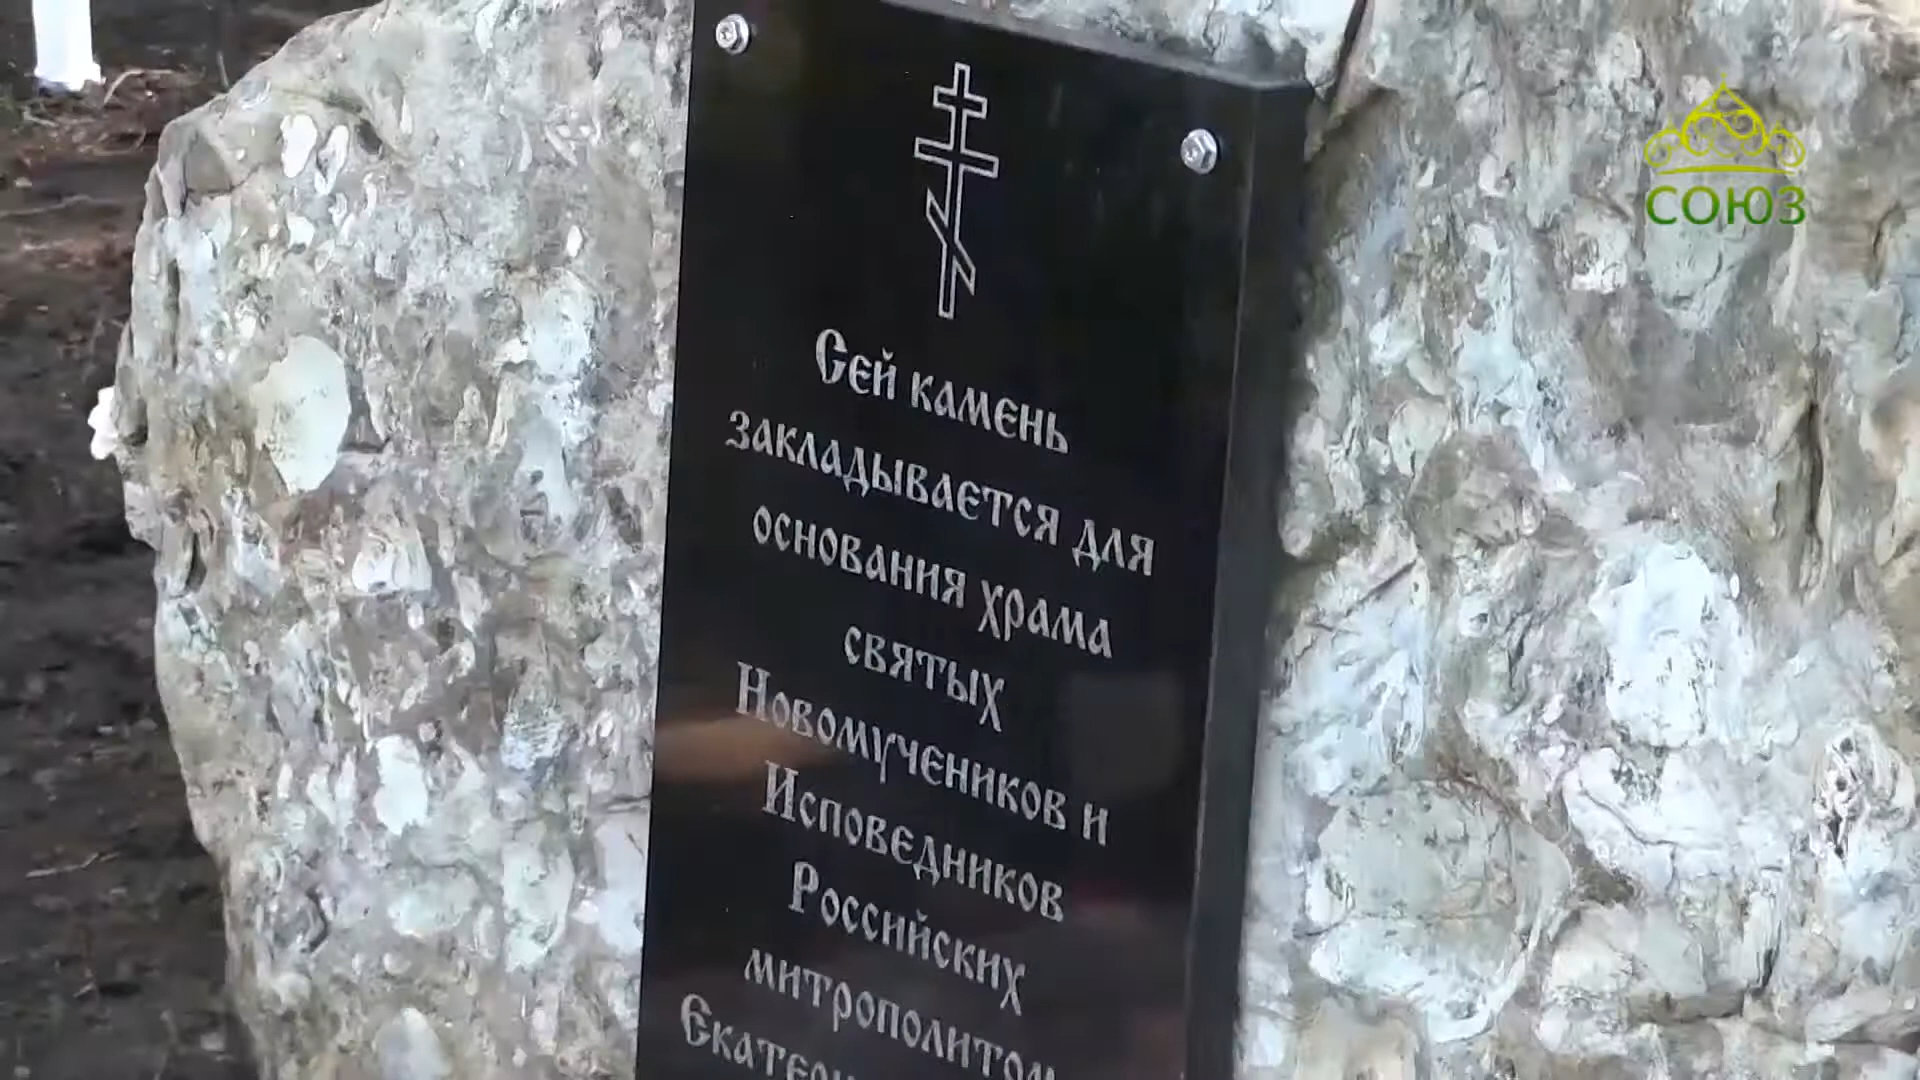 СОЮЗ
Сей камень
закладывается для
основания храма
святых
Новомучеников и
Исповедников
Российских
митрополитом